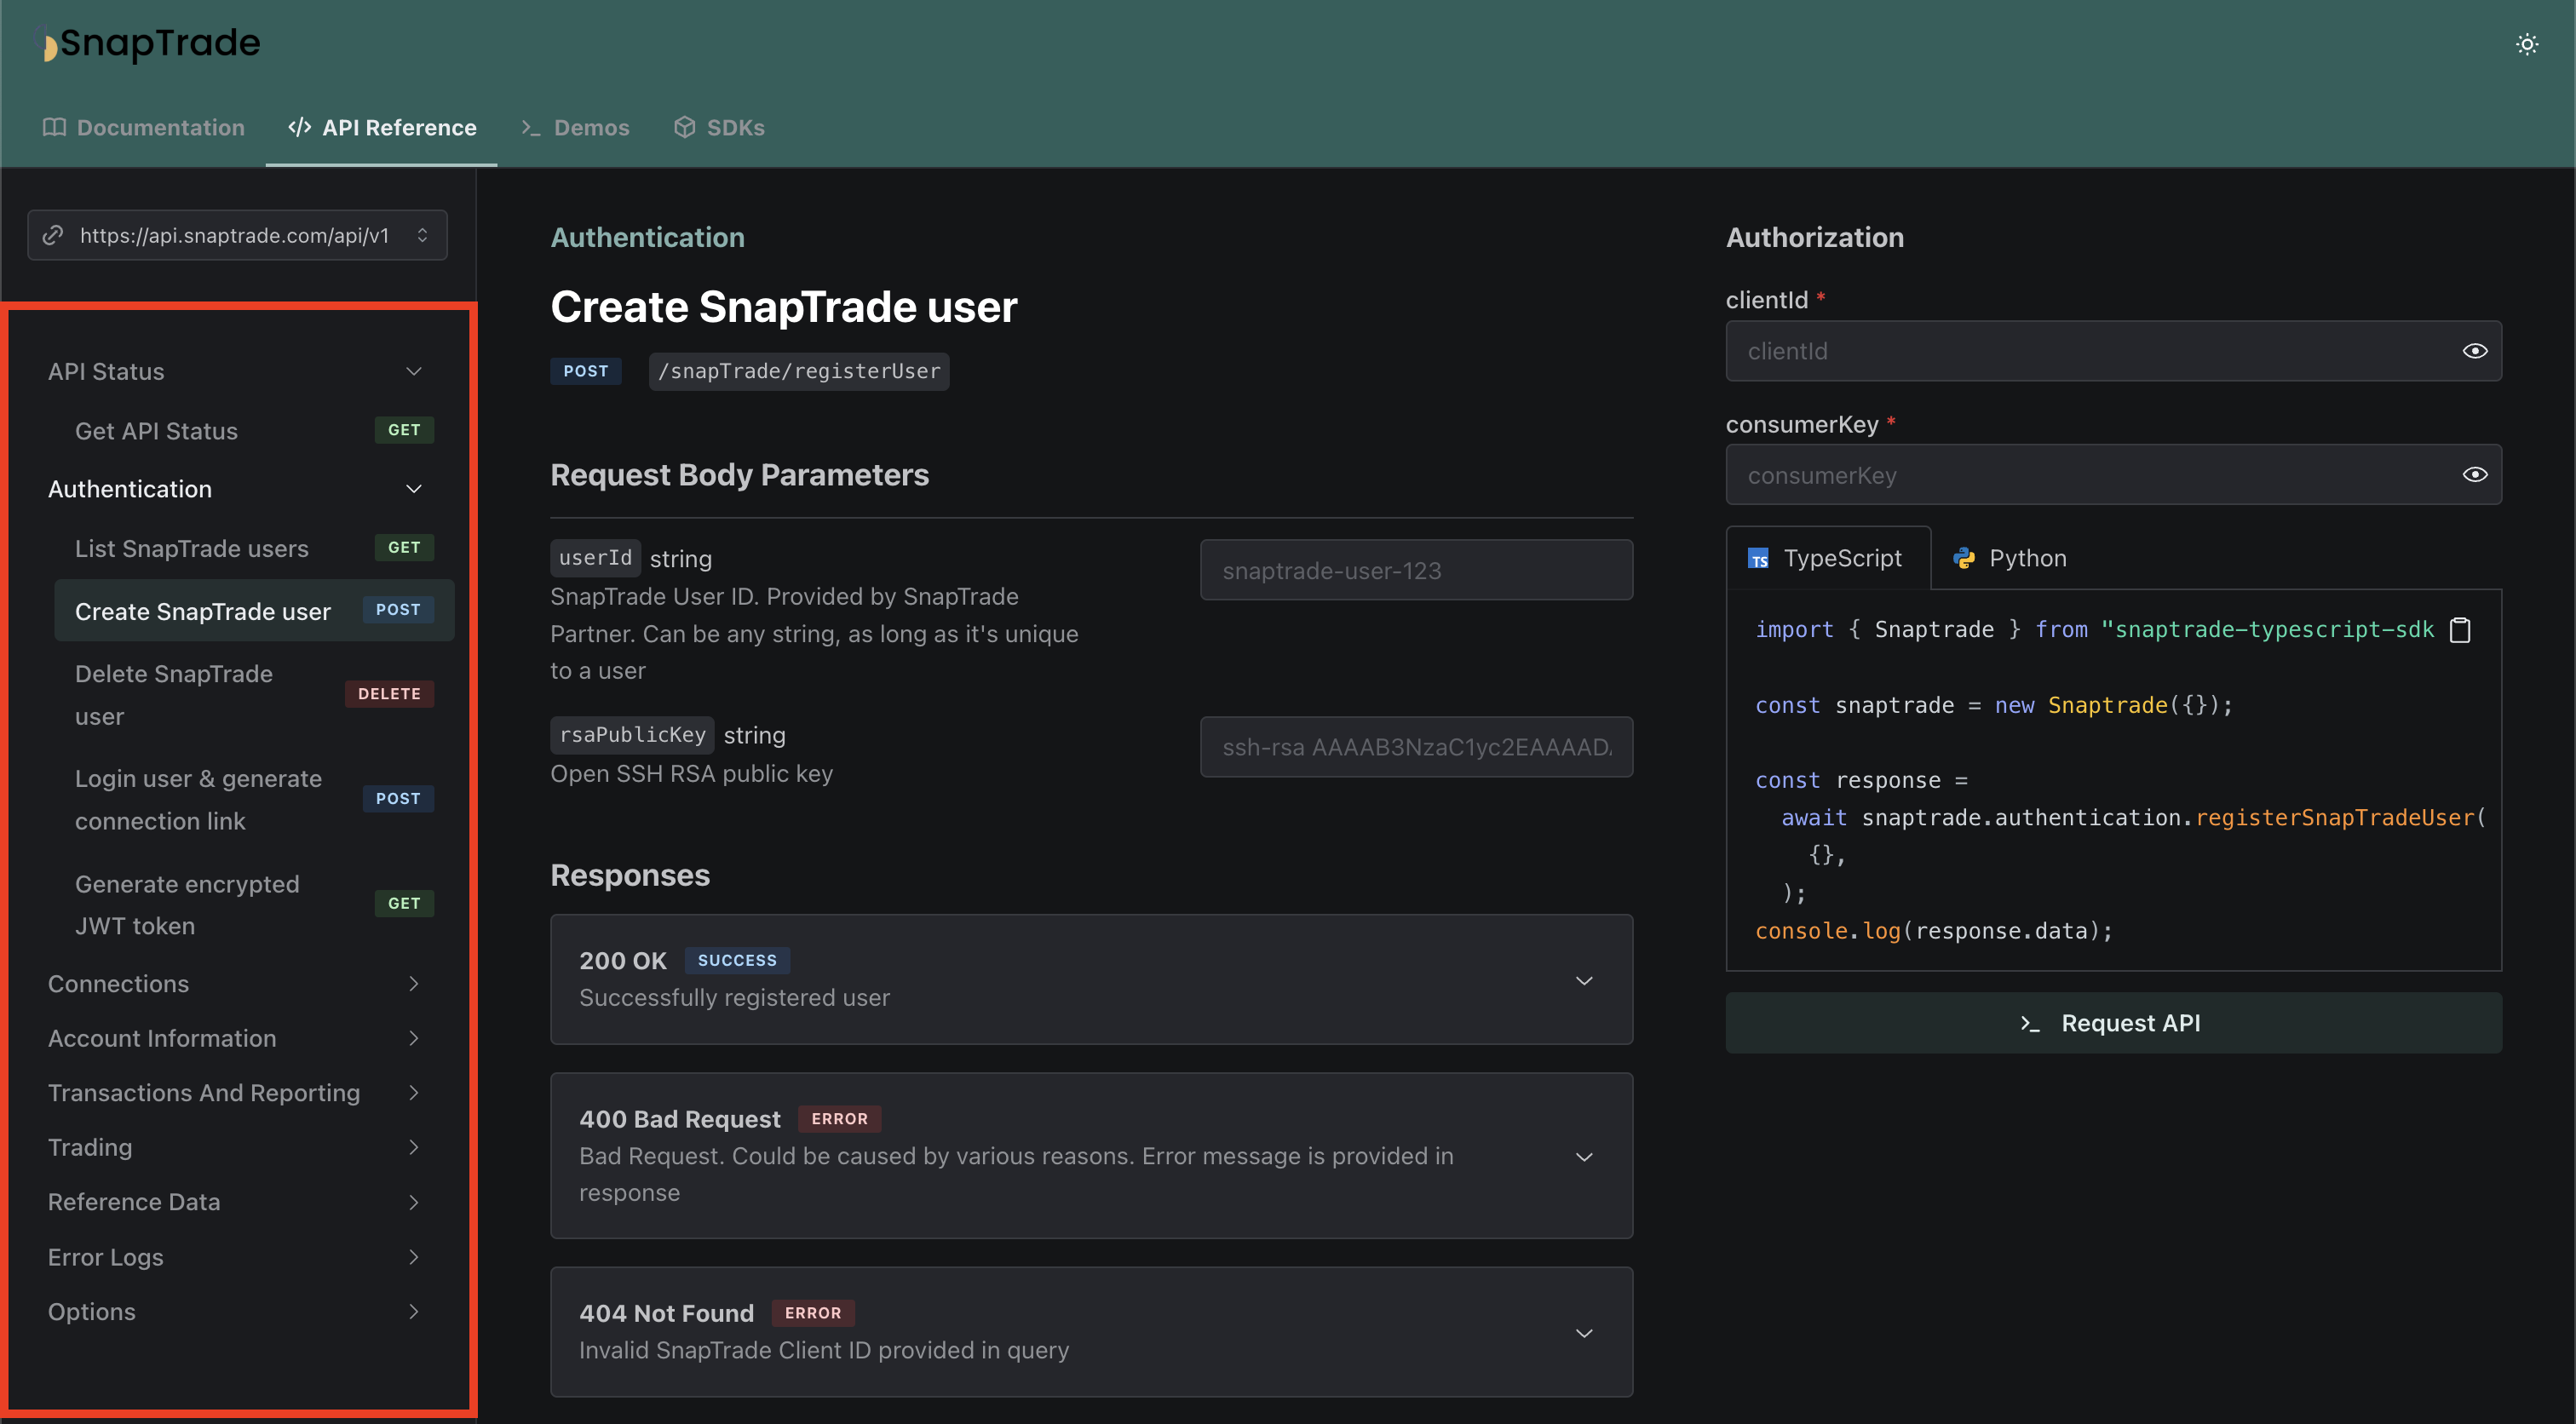 SnapTrade
Documentation
API Reference
Demos
SDKs
https://api.snaptrade.com/api/v1
API Status
Get API Status GET
Authentication
List SnapTrade users GET
Create SnapTrade user POST
Delete SnapTrade
user
DELETE
Login user & generate
connection link
POST
Generate encrypted
JWT token
GET
Connections
Account Information
Transactions And Reporting
Trading
Reference Data
Error Logs
Options
Authentication
Create SnapTrade user
POST /snapTrade/registerUser
Request Body Parameters
userId string
SnapTrade User ID. Provided by SnapTrade
Partner. Can be any string, as long as it's unique
to a user
snaptrade-user-123
rsaPublicKey string
Open SSH RSA public key
ssh-rsa AAAAB3NzaC1yc2EAAAADA
Responses
200 OK SUCCESS
Successfully registered user
400 Bad Request ERROR
Bad Request. Could be caused by various reasons. Error message is provided in
response
404 Not Found ERROR
Invalid SnapTrade Client ID provided in query
Authorization
clientId *
clientId
consumerKey *
consumerKey
TS TypeScript
Python
import { Snaptrade } from "snaptrade-typescript-sdk
const snaptrade = new Snaptrade({});
const response =
await snaptrade.authentication.registerSnapTradeUser(
{},
);
console.log(response.data);
Request API